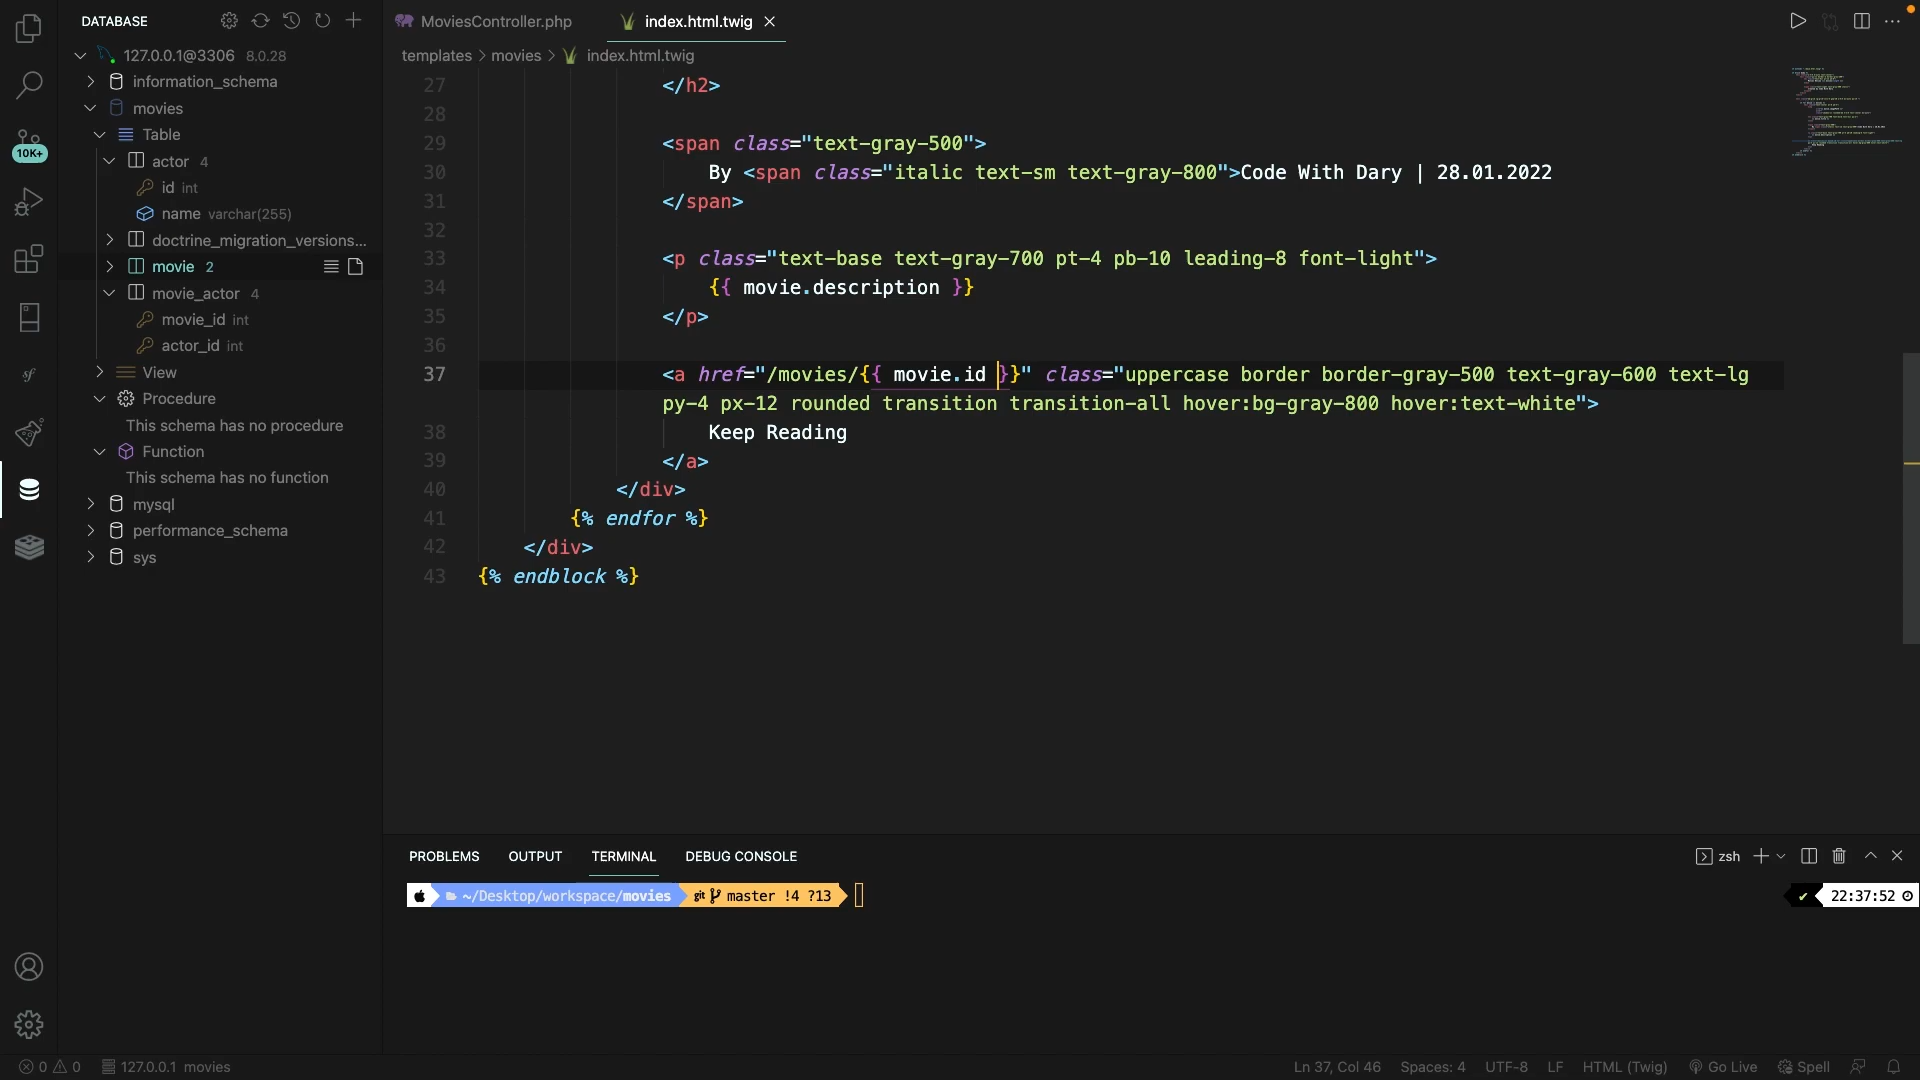 DATABASE
127.0.0.1@3306 8.0.28
information_schema
movies
Table
actor 4
id int
name varchar(255)
doctrine_migration_versions...
movie 2
movie_actor 4
movie_id int
actor_id int
View
Procedure
This schema has no procedure
Function
This schema has no function
mysql
performance_schema
sys
10K+
MoviesController.php
index.html.twig
templates > movies > index.html.twig
27 </h2>
28
29 <span class="text-gray-500">
30 By <span class="italic text-sm text-gray-800">Code With Dary | 28.01.2022
31 </span>
32
33 <p class="text-base text-gray-700 pt-4 pb-10 leading-8 font-light">
34 {{ movie.description }}
35 </p>
36
37 <a href="/movies/{{ movie.id }}" class="uppercase border border-gray-500 text-gray-600 text-lg
py-4 px-12 rounded transition transition-all hover:bg-gray-800 hover:text-white">
38 Keep Reading
39 </a>
40 </div>
41 {% endfor %}
42 </div>
43 {% endblock %}
PROBLEMS OUTPUT TERMINAL DEBUG CONSOLE
zsh
~/Desktop/workspace/movies git master !4 ?13
22:37:52
0 0 127.0.0.1 movies
Ln 37, Col 46 Spaces: 4 UTF-8 LF HTML (Twig) Go Live Spell